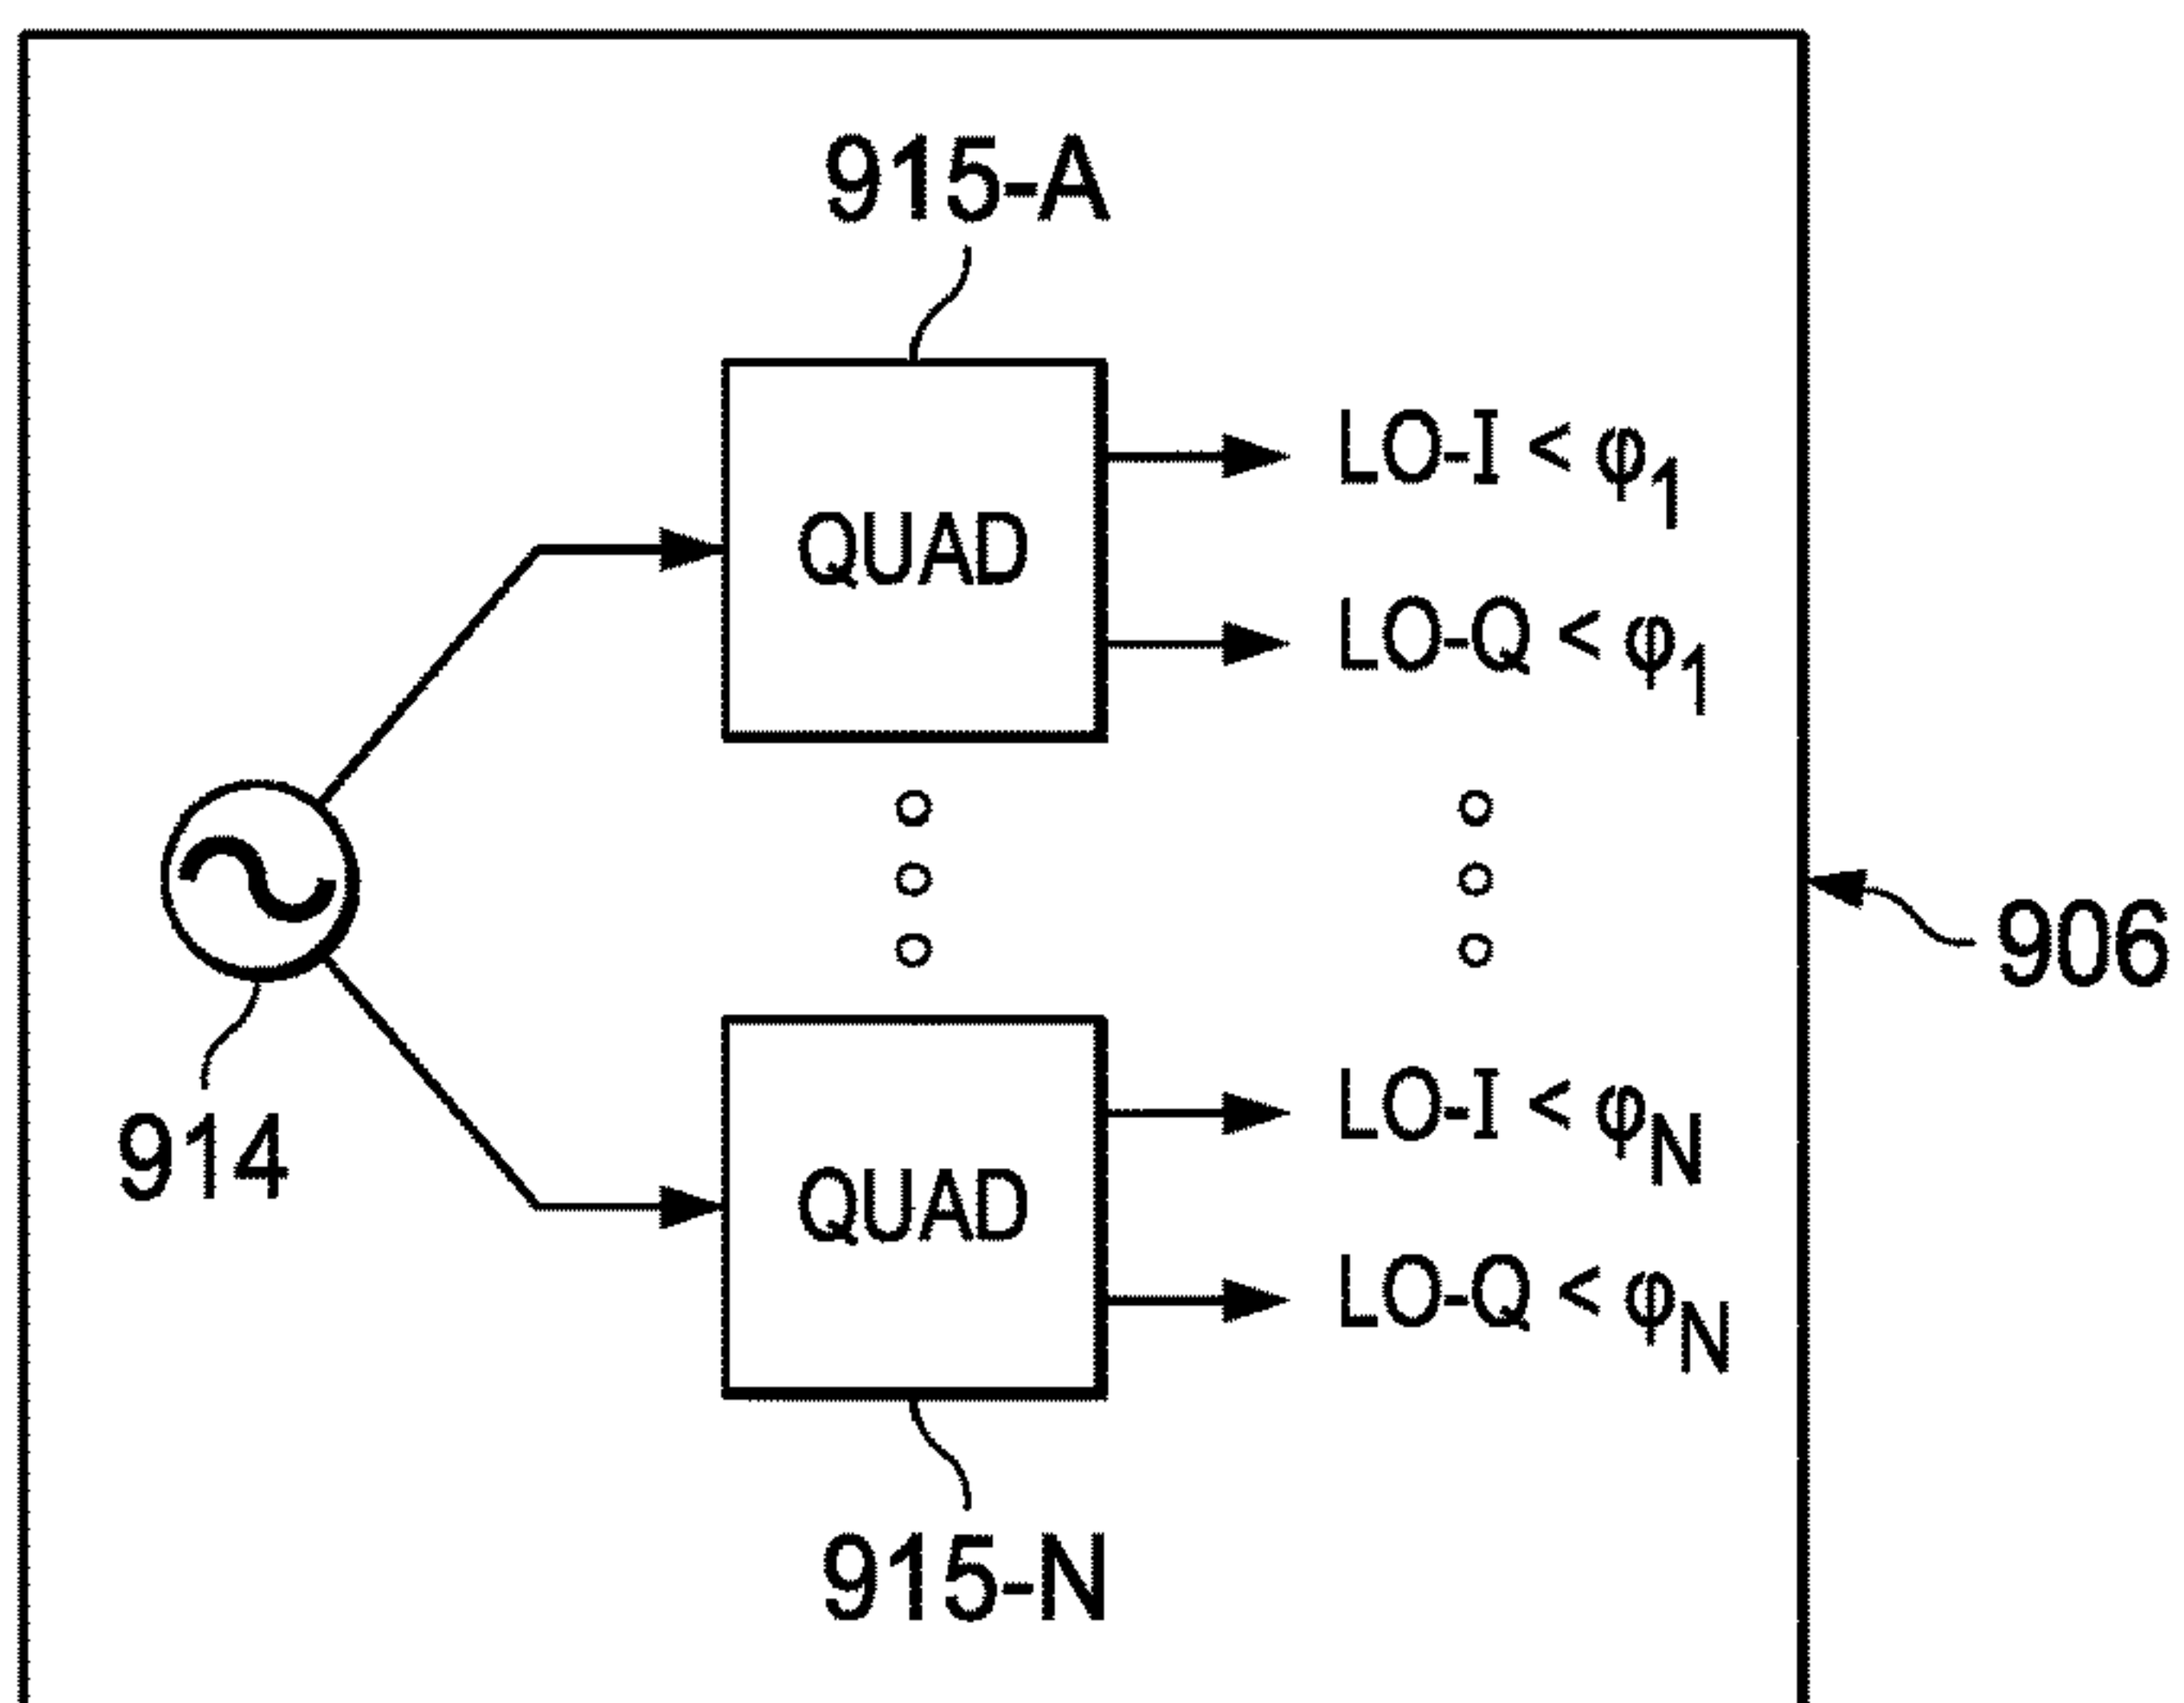 915-A
LO-I < φ1
QUAD
LO-Q < φ1
906
914
LO-I < φN
QUAD
LO-Q < φN
915-N